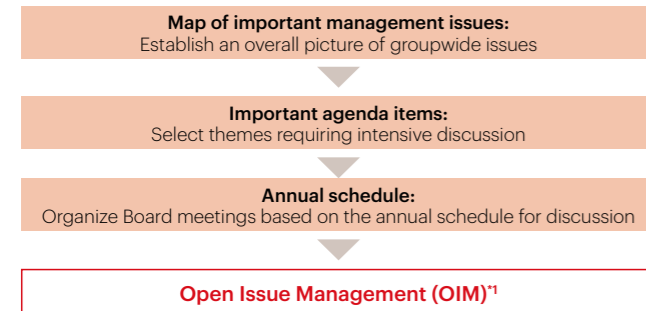 Map of important management issues:
Establish an overall picture of groupwide issues
Important agenda items:
Select themes requiring intensive discussion
Annual schedule:
Organize Board meetings based on the annual schedule for discussion
Open Issue Management (OIM)*1